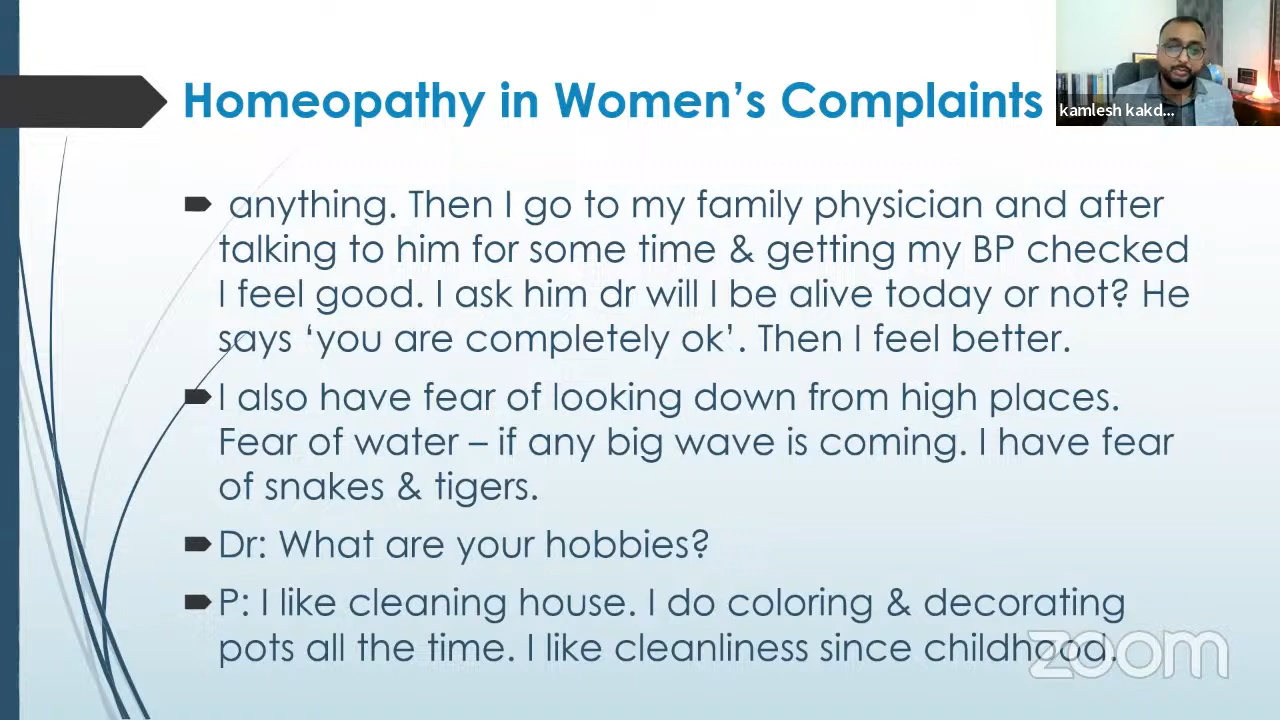 Homeopathy in Women's Complaints
kamlesh kakd...
anything. Then I go to my family physician and after
talking to him for some time & getting my BP checked
I feel good. I ask him dr will I be alive today or not? He
says ‘you are completely ok’. Then I feel better.
I also have fear of looking down from high places.
Fear of water – if any big wave is coming. I have fear
of snakes & tigers.
Dr: What are your hobbies?
P: I like cleaning house. I do coloring & decorating
pots all the time. I like cleanliness since childhood.
zoom